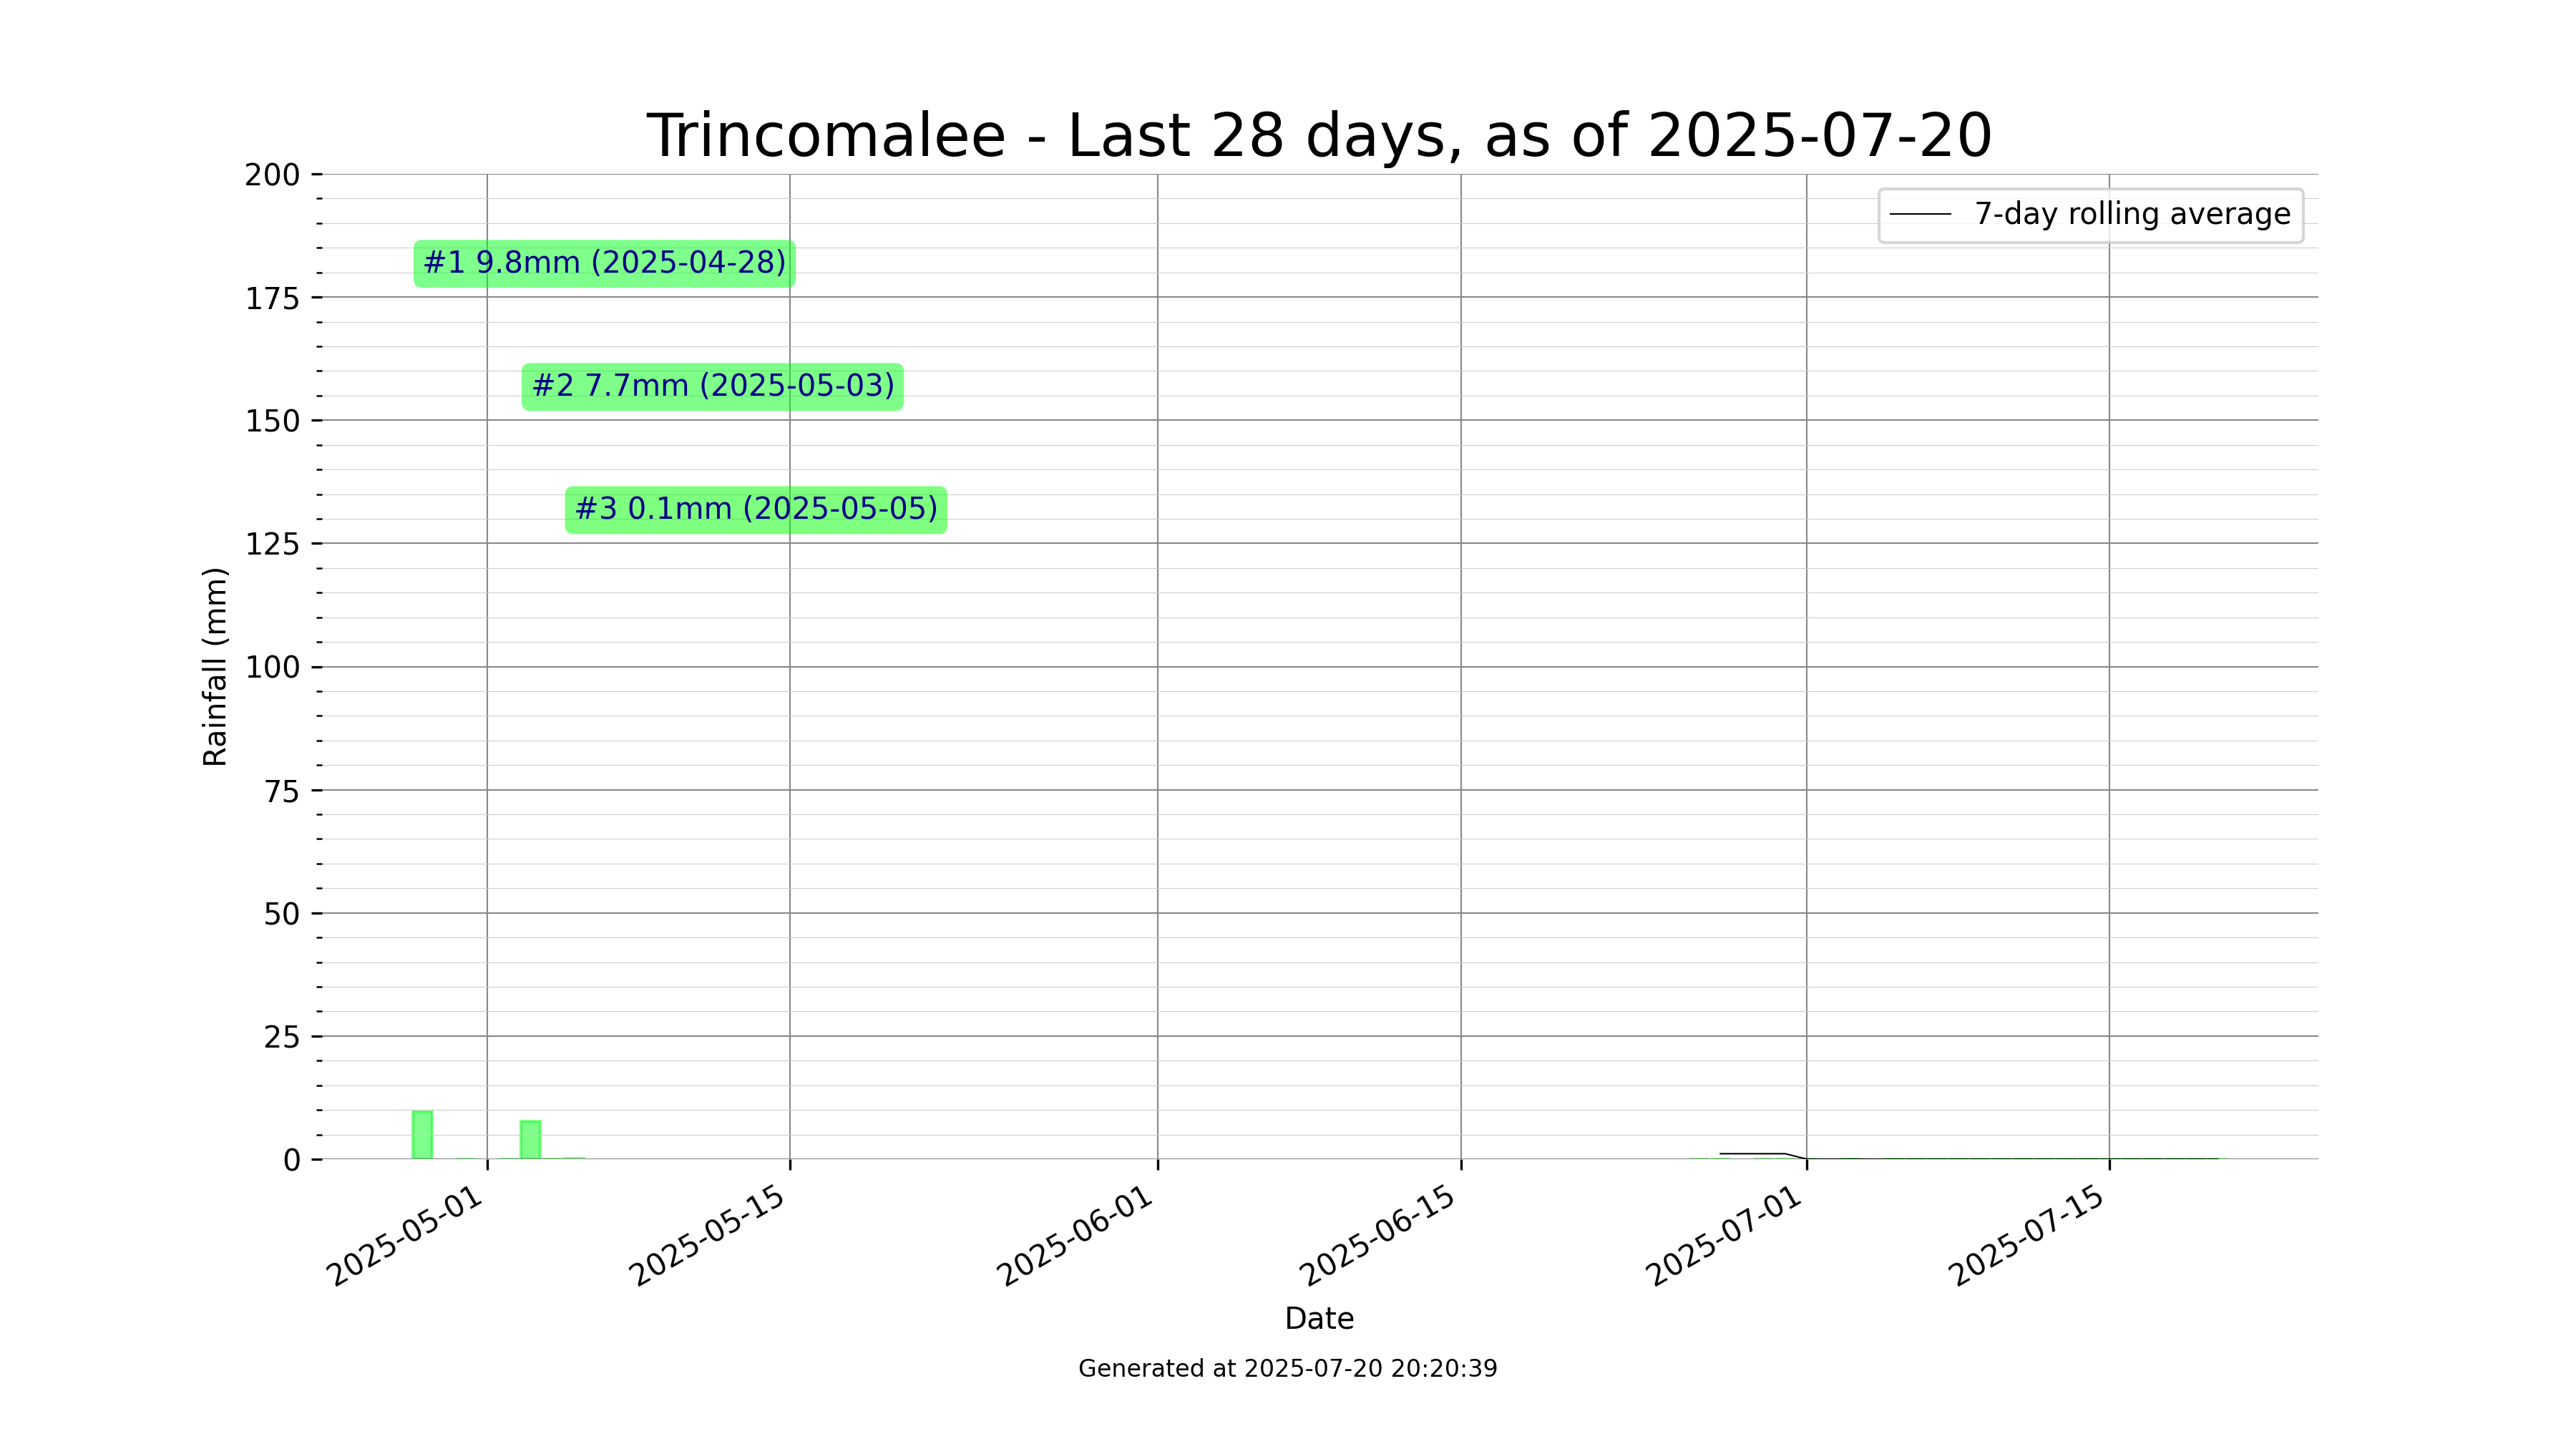 Trincomalee - Last 28 days, as of 2025-07-20
7-day rolling average
#1 9.8mm (2025-04-28)
#2 7.7mm (2025-05-03)
#3 0.1mm (2025-05-05)
Rainfall (mm)
200
175
150
125
100
75
50
25
0
2025-05-01
2025-05-15
2025-06-01
2025-06-15
2025-07-01
2025-07-15
Date
Generated at 2025-07-20 20:20:39